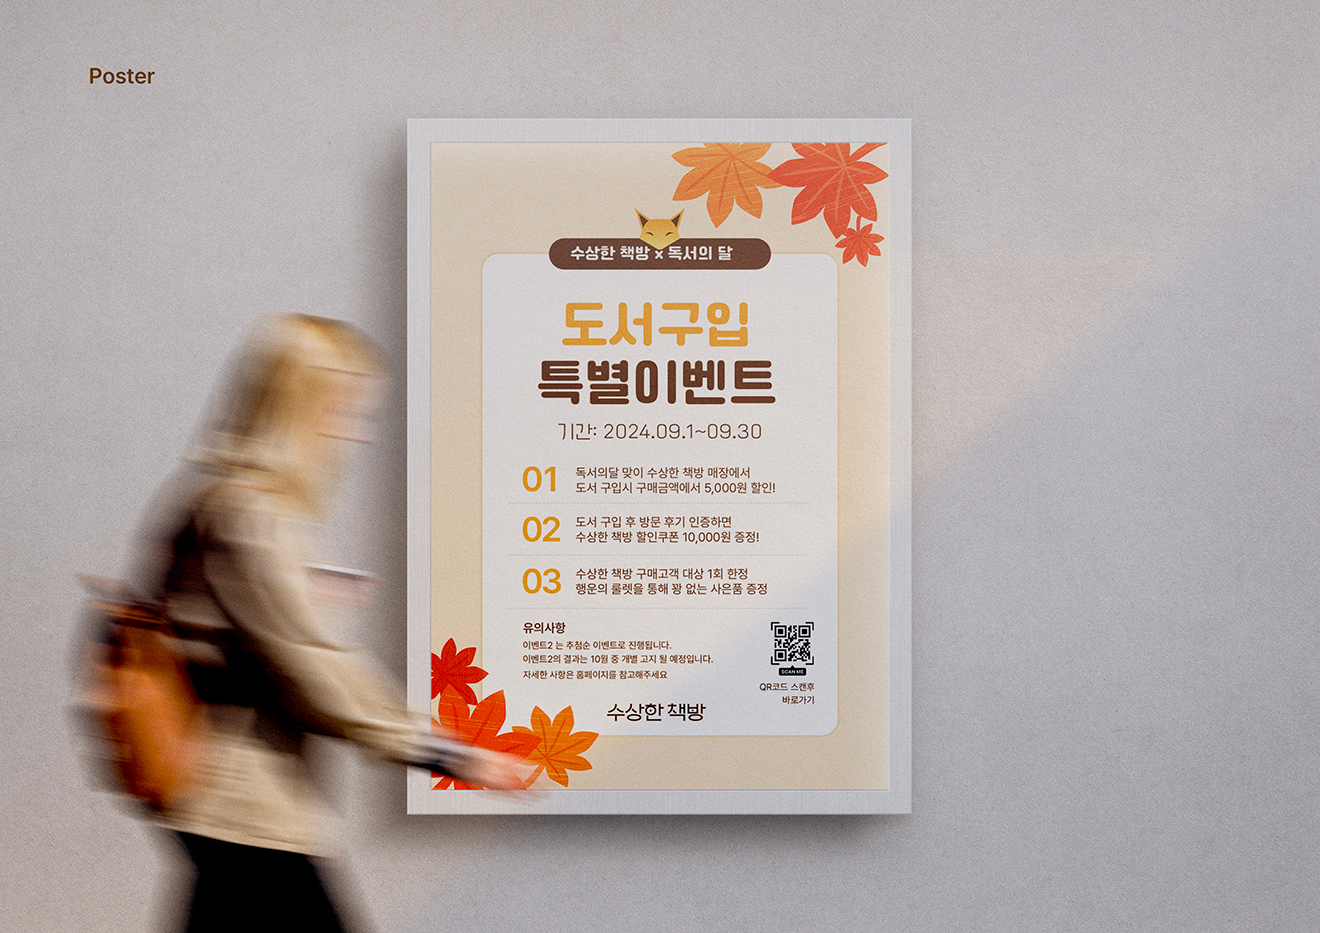 Poster
수상한 책방 x 독서의 달
도서구입
특별이벤트
기간: 2024.09.1~09.30
01
독서의달 맞이 수상한 책방 매장에서
도서 구입시 구매금액에서 5,000원 할인!
02
도서 구입 후 방문 후기 인증하면
수상한 책방 할인쿠폰 10,000원 증정!
03
수상한 책방 구매고객 대상 1회 한정
행운의 룰렛을 통해 꽝 없는 사은품 증정
유의사항
이벤트2 는 추첨순 이벤트로 진행됩니다.
이벤트2의 결과는 10월 중 개별 고지 될 예정입니다.
자세한 사항은 홈페이지를 참고해주세요
SCAN ME
QR코드 스캔후
바로가기
수상한 책방